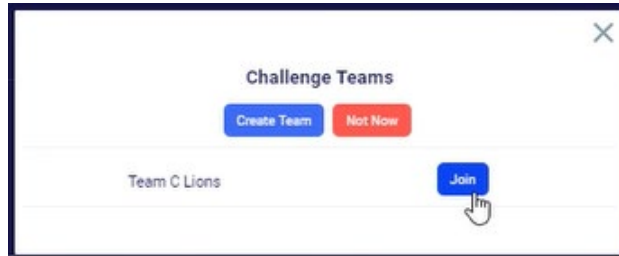 Challenge Teams
Create Team Not Now
Team C Lions Join